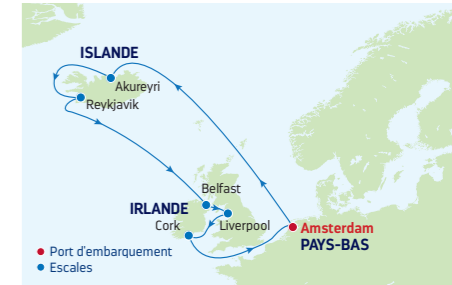 ISLANDE
Akureyri
Reykjavik
Belfast
IRLANDE
Cork
Liverpool
Amsterdam
PAYS-BAS
Port d'embarquement
Escales